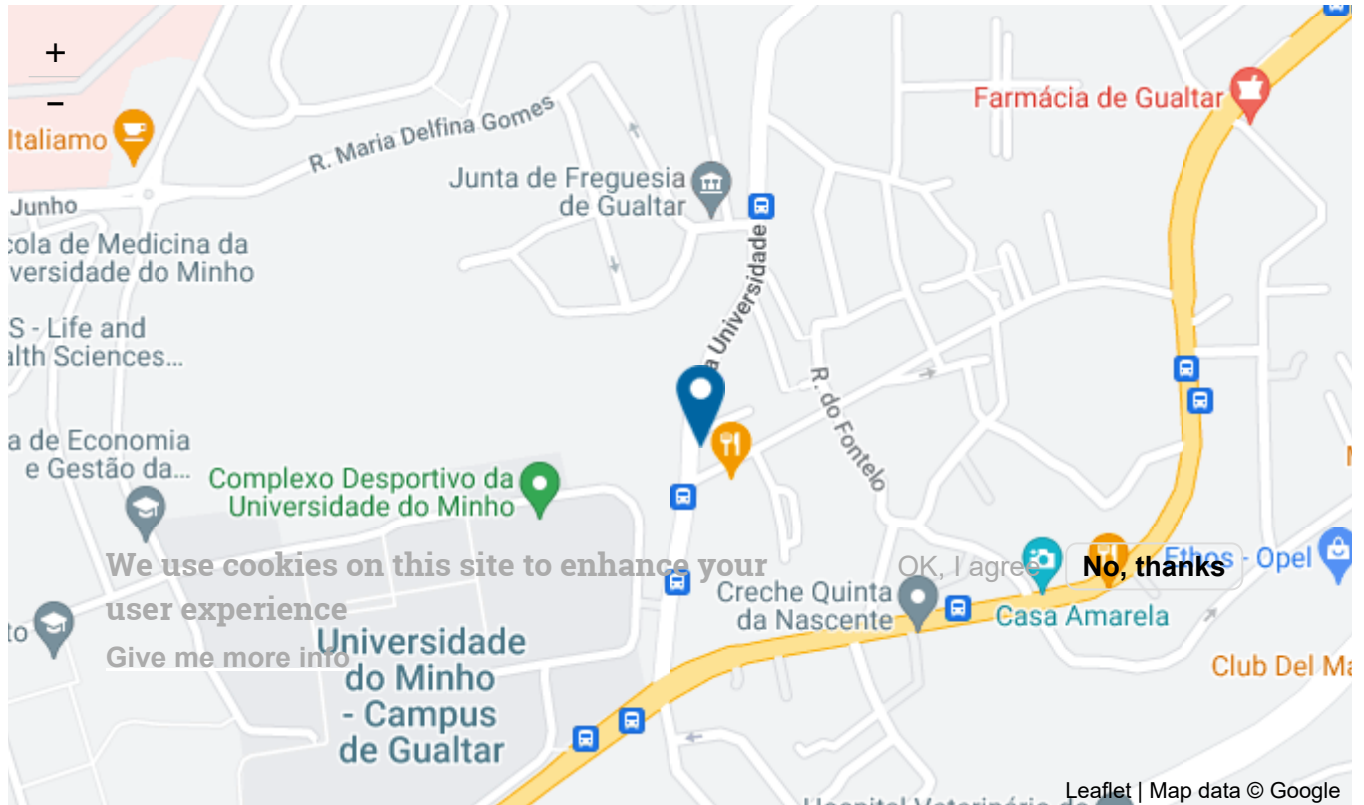 +
−
Italiamo
R. Maria Delfina Gomes
Farmácia de Gualtar
Junta de Freguesia
de Gualtar
Junho
cola de Medicina da
versidade do Minho
a Universidade
S - Life and
alth Sciences...
R. do Fontelo
a de Economia
e Gestão da...
Complexo Desportivo da
Universidade do Minho
We use cookies on this site to enhance your
user experience
Give me more info
OK, I agree
No, thanks
Ethos - Opel
Creche Quinta
da Nascente
Casa Amarela
to
Universidade
do Minho
- Campus
de Gualtar
Club Del Ma
Leaflet | Map data © Google